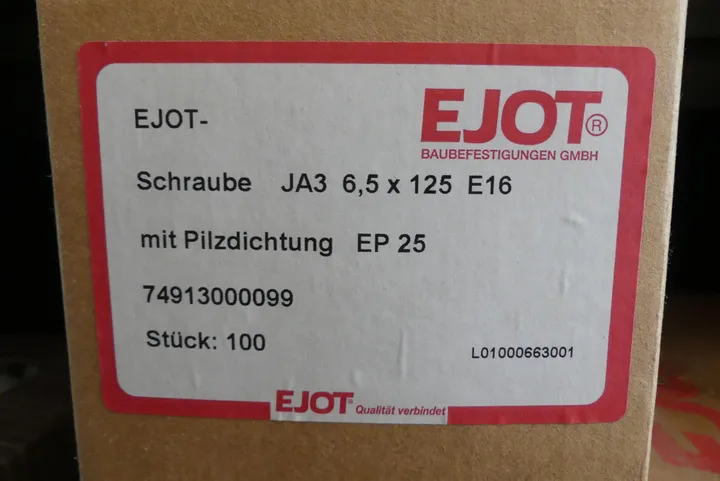 EJOT-
EJOT®
BAUBEFESTIGUNGEN GMBH
Schraube JA3 6,5 x 125 E16
mit Pilzdichtung EP 25
74913000099
Stück: 100
L01000663001
EJOT® Qualität verbindet